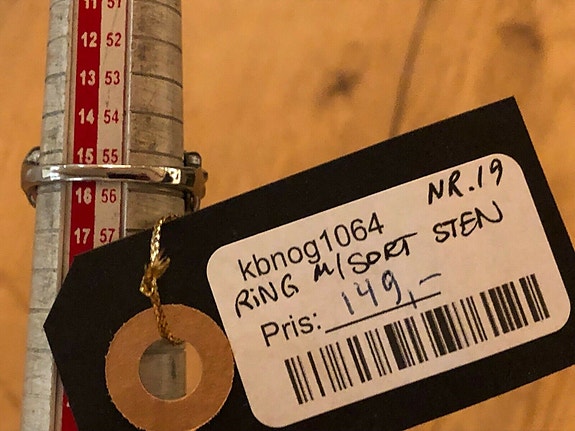 11 51
12 52
13 53
14 54
15 55
16 56
17 57
NR.19
kbnog1064
RING m/SORT STEN
Pris: 149,-